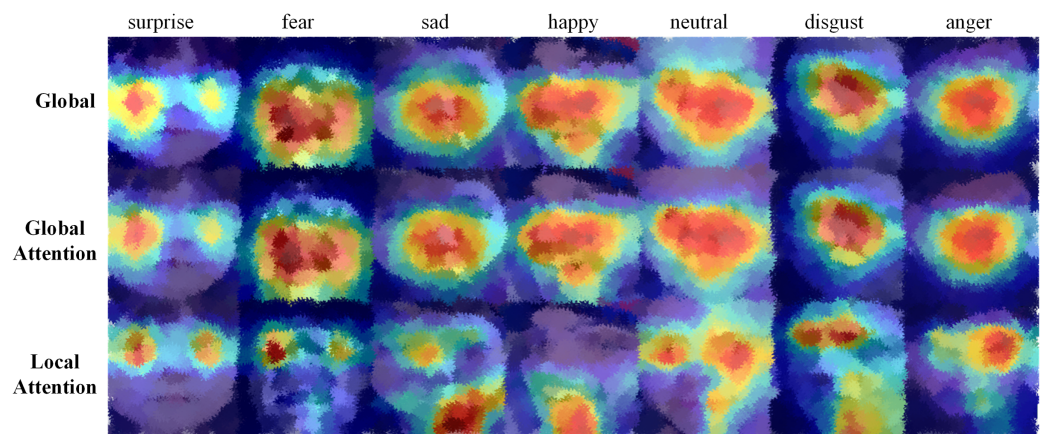 surprise fear sad happy neutral disgust anger
Global
Global
Attention
Local
Attention